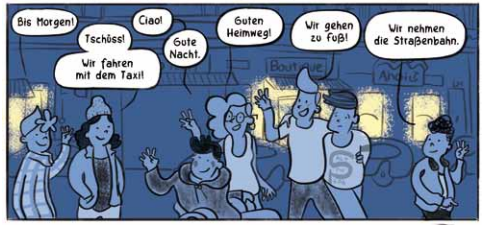 Bis Morgen!
Tschüss!
Wir fahren
mit dem Taxi!
Ciao!
Gute
Nacht.
Guten
Heimweg!
Wir gehen
zu Fuß!
Wir nehmen
die Straßenbahn.
Boutique
S